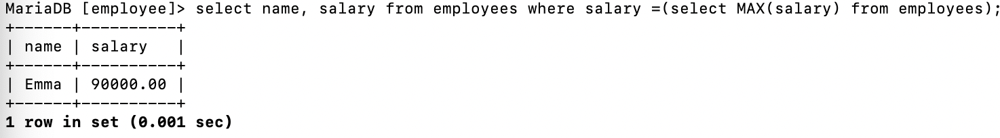 MariaDB [employee]> select name, salary from employees where salary =(select MAX(salary) from employees);
+------+----------+
| name | salary   |
+------+----------+
| Emma | 90000.00 |
+------+----------+
1 row in set (0.001 sec)